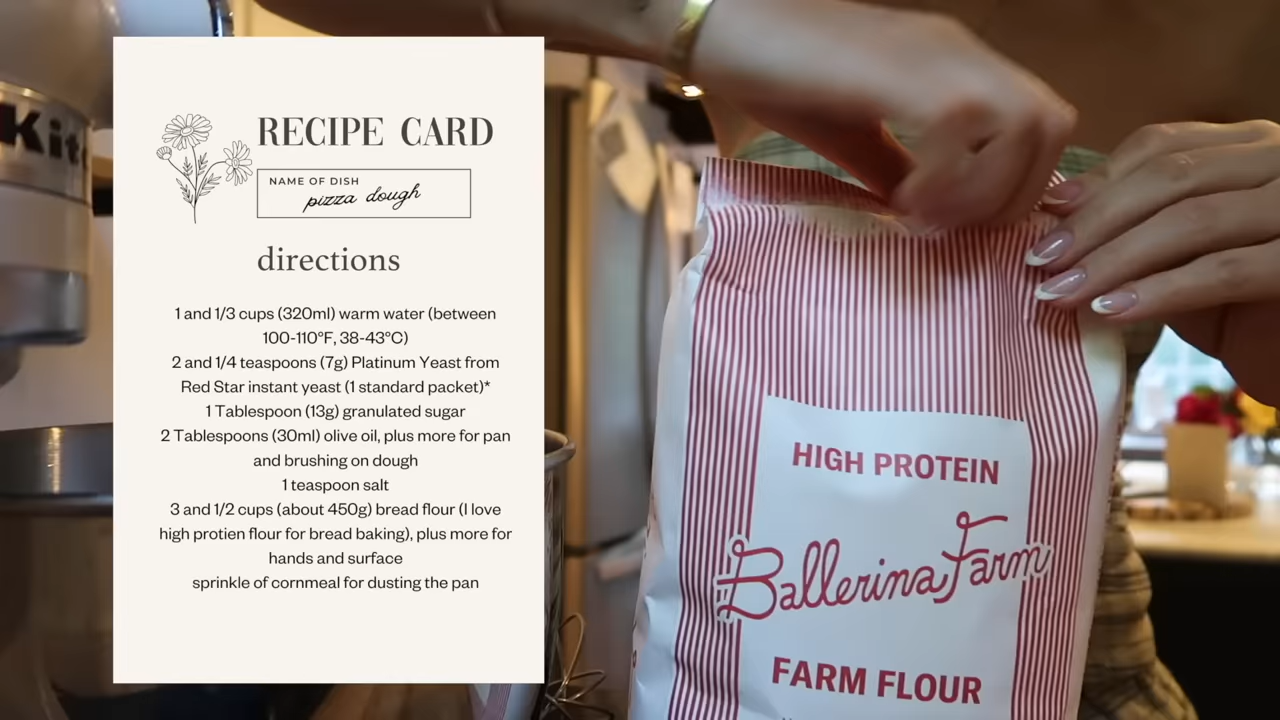 Kit
RECIPE CARD
NAME OF DISH
pizza dough
directions
1 and 1/3 cups (320ml) warm water (between
100-110°F, 38-43°C)
2 and 1/4 teaspoons (7g) Platinum Yeast from
Red Star instant yeast (1 standard packet)*
1 Tablespoon (13g) granulated sugar
2 Tablespoons (30ml) olive oil, plus more for pan
and brushing on dough
1 teaspoon salt
3 and 1/2 cups (about 450g) bread flour (I love
high protien flour for bread baking), plus more for
hands and surface
sprinkle of cornmeal for dusting the pan
HIGH PROTEIN
Ballerina Farm
FARM FLOUR